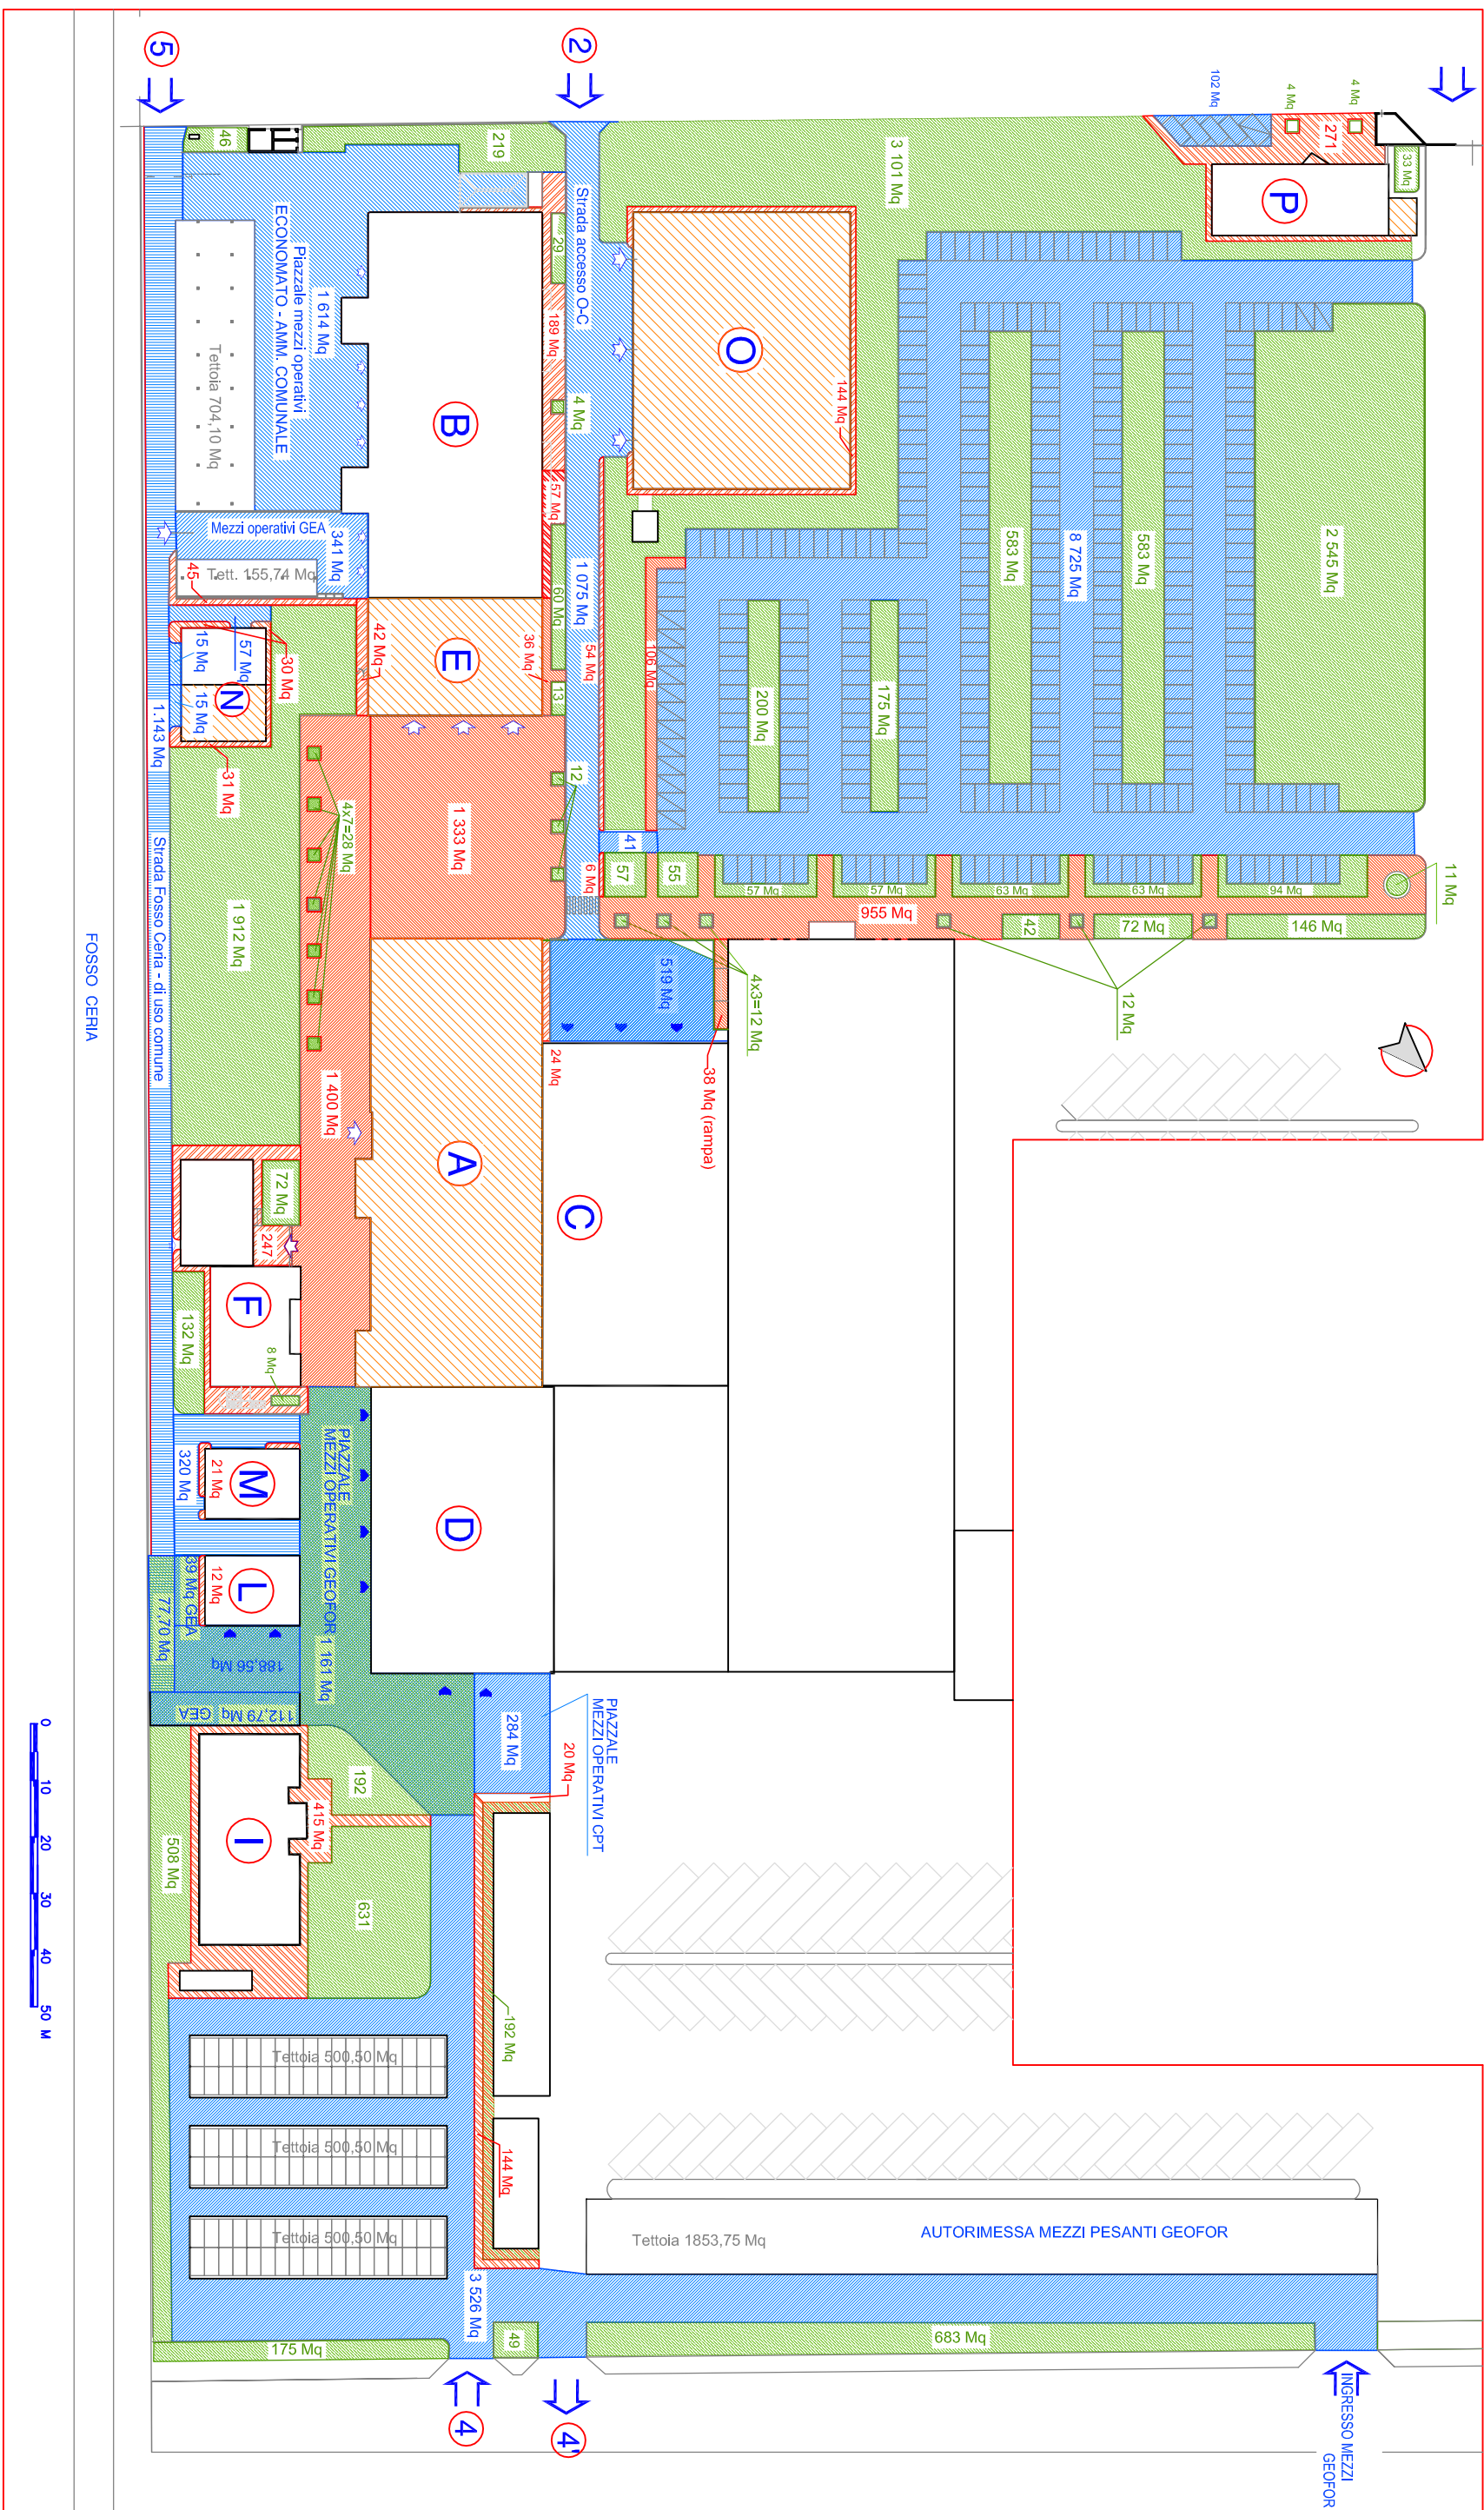 5
2
102 Mq
4 Mq
4 Mq
271
33 Mq
P
46
219
3 101 Mq
Strada accesso O-C
29
189 Mq
4 Mq
57 Mq
60 Mq
1 075 Mq
54 Mq
36 Mq
13
O
144 Mq
106 Mq
Piazzale mezzi operativi
ECONOMATO - AMM. COMUNALE
1 614 Mq
Tettoia 704,10 Mq
B
Mezzi operativi GEA
341 Mq
Tett. 155,74 Mq
45
42 Mq
E
30 Mq
57 Mq
15 Mq
15 Mq
N
31 Mq
1.143 Mq
Strada Fosso Ceria - di uso comune
FOSSO CERIA
2 545 Mq
583 Mq
8 725 Mq
583 Mq
175 Mq
200 Mq
12
1 333 Mq
4x7=28 Mq
1 912 Mq
1 400 Mq
6 Mq
41
57
55
57 Mq
57 Mq
63 Mq
63 Mq
94 Mq
11 Mq
955 Mq
42
72 Mq
146 Mq
12 Mq
4x3=12 Mq
38 Mq (rampa)
519 Mq
24 Mq
A
C
72 Mq
247
F
132 Mq
8 Mq
320 Mq
21 Mq
M
PIAZZALE
MEZZI OPERATIVI GEOFOR 1 161 Mq
D
12 Mq
L
39 Mq GEA
77,70 Mq
188,56 Mq
112,79 Mq GEA
284 Mq
PIAZZALE
MEZZI OPERATIVI CPT
20 Mq
192
415 Mq
I
508 Mq
631
192 Mq
144 Mq
Tettoia 500,50 Mq
Tettoia 500,50 Mq
Tettoia 500,50 Mq
Tettoia 1853,75 Mq
AUTORIMESSA MEZZI PESANTI GEOFOR
3 526 Mq
175 Mq
49
683 Mq
4
4'
INGRESSO MEZZI
GEOFOR
0 10 20 30 40 50 M